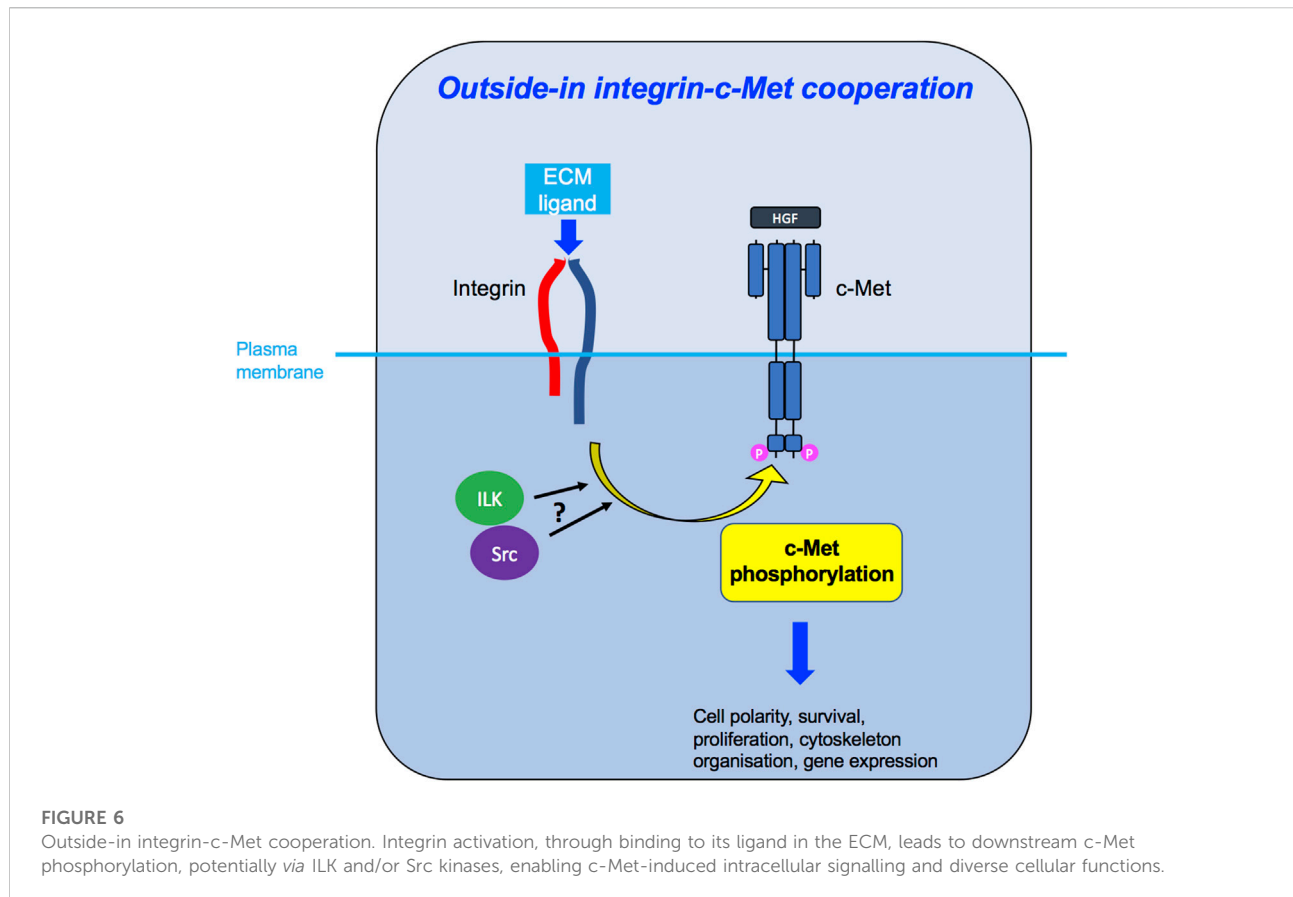 Outside-in integrin-c-Met cooperation
ECM
ligand
HGF
Integrin
c-Met
Plasma
membrane
P
P
ILK
?
Src
c-Met
phosphorylation
Cell polarity, survival,
proliferation, cytoskeleton
organisation, gene expression
FIGURE 6
Outside-in integrin-c-Met cooperation. Integrin activation, through binding to its ligand in the ECM, leads to downstream c-Met
phosphorylation, potentially via ILK and/or Src kinases, enabling c-Met-induced intracellular signalling and diverse cellular functions.